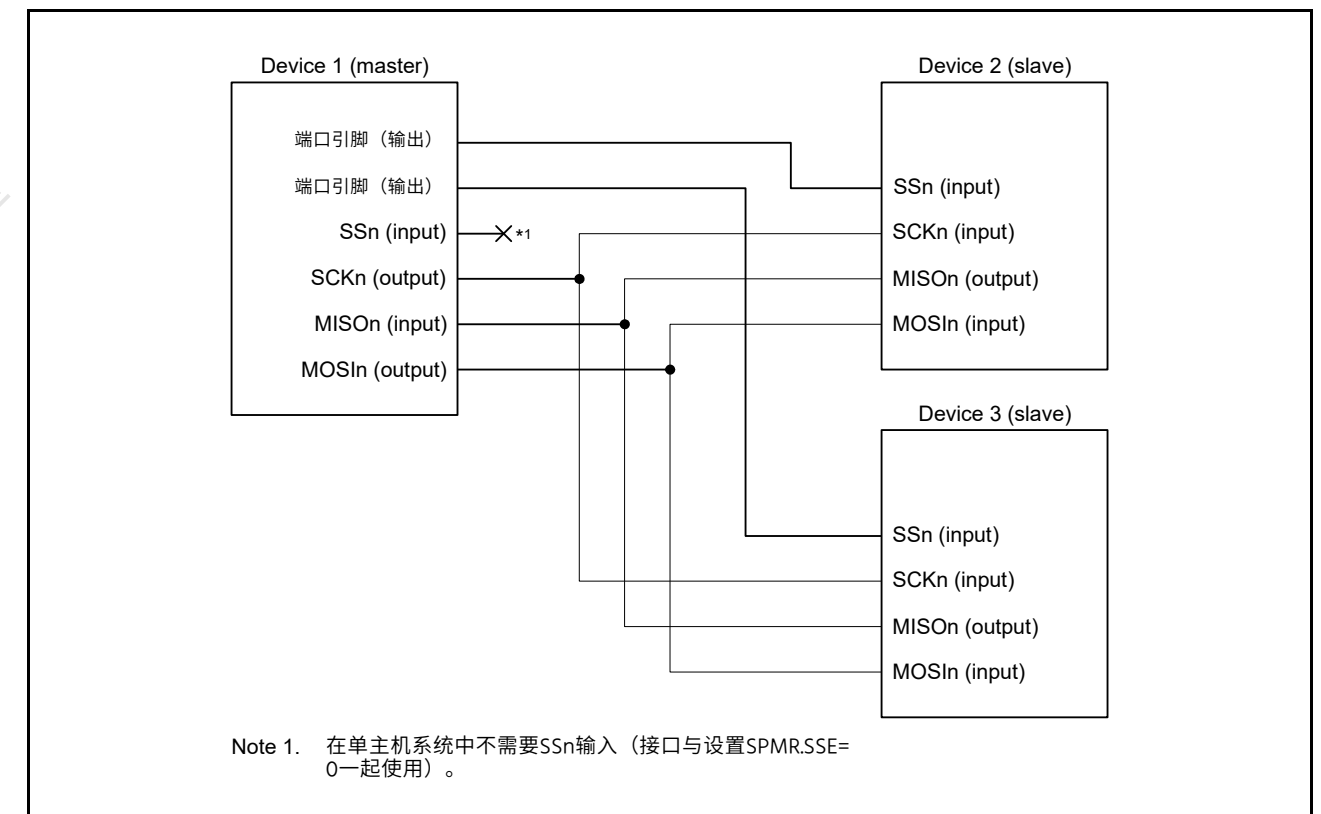 Device 1 (master)
端口引脚（输出）
端口引脚（输出）
SSn (input)
*1
SCKn (output)
MISOn (input)
MOSIn (output)
Device 2 (slave)
SSn (input)
SCKn (input)
MISOn (output)
MOSIn (input)
Device 3 (slave)
SSn (input)
SCKn (input)
MISOn (output)
MOSIn (input)
Note 1. 在单主机系统中不需要SSn输入（接口与设置SPMR.SSE=
0一起使用）。